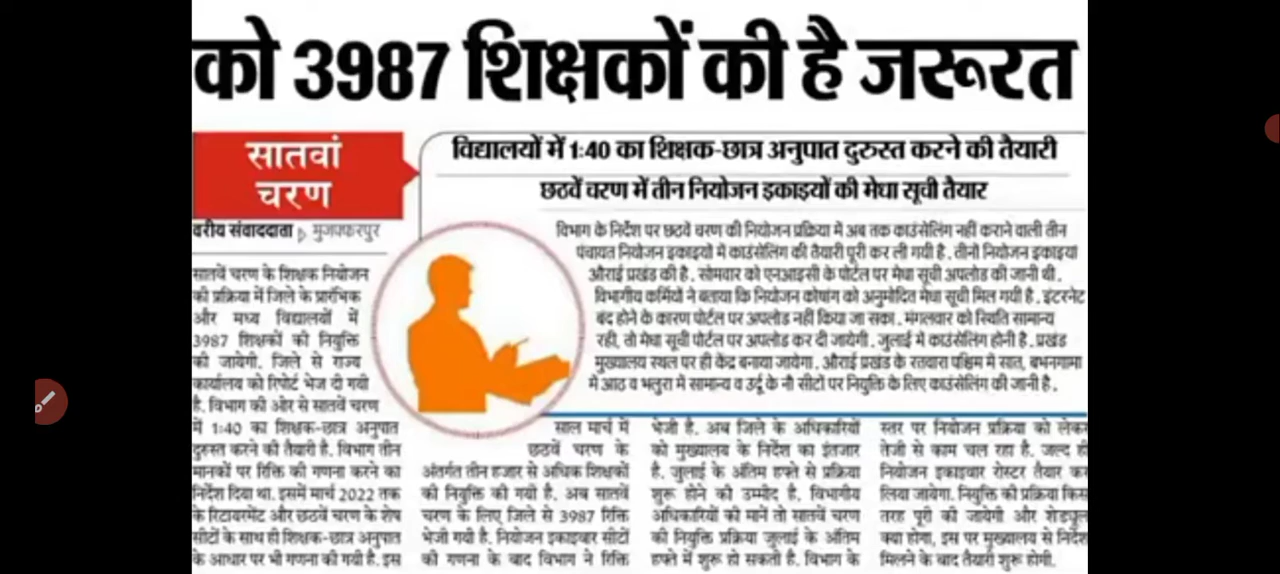 को 3987 शिक्षकों की है जरूरत
सातवां
चरण
विद्यालयों में 1:40 का शिक्षक-छात्र अनुपात दुरुस्त करने की तैयारी
छठवें चरण में तीन नियोजन इकाइयों की मेधा सूची तैयार
वरीय संवाददाता मुजफ्फरपुर
सातवें चरण के शिक्षक नियोजन
की प्रक्रिया में जिले के प्रारंभिक
और मध्य विद्यालयों में
3987 शिक्षकों की नियुक्ति
की जायेगी. जिले से राज्य
कार्यालय को रिपोर्ट भेज दी गयी
है. विभाग की ओर से सातवें चरण
में 1:40 का शिक्षक-छात्र अनुपात
दुरुस्त करने की तैयारी है. विभाग तीन
मानकों पर रिक्ति की गणना करने का
निर्देश दिया था. इसमें मार्च 2022 तक
के रिटायरमेंट और छठवें चरण के शेष
सीटों के साथ ही शिक्षक-छात्र अनुपात
के आधार पर भी गणना की गयी है. इस
विभाग के निर्देश पर छठवें चरण की नियोजन प्रक्रिया में अब तक काउंसेलिंग नहीं कराने वाली तीन
पंचायत नियोजन इकाइयों में काउंसेलिंग की तैयारी पूरी कर ली गयी है. तीनों नियोजन इकाइयां
औराई प्रखंड की है. सोमवार को एनआइसी के पोर्टल पर मेधा सूची अपलोड की जानी थी.
विभागीय कर्मियों ने बताया कि नियोजन कोषांग को अनुमोदित मेधा सूची मिल गयी है. इंटरनेट
बंद होने के कारण पोर्टल पर अपलोड नहीं किया जा सका. मंगलवार को स्थिति सामान्य
रही, तो मेधा सूची पोर्टल पर अपलोड कर दी जायेगी. जुलाई में काउंसेलिंग होनी है. प्रखंड
मुख्यालय स्थल पर ही केंद्र बनाया जायेगा. औराई प्रखंड के रतवारा पश्चिम में सात, बभनगामा
में आठ व भलुरा में सामान्य व उर्दू के नौ सीटों पर नियुक्ति के लिए काउंसेलिंग की जानी है.
साल मार्च में
छठवें चरण के
अंतर्गत तीन हजार से अधिक शिक्षकों
की नियुक्ति की गयी है. अब सातवें
चरण के लिए जिले से 3987 रिक्ति
भेजी गयी है. नियोजन इकाइवार सीटों
की गणना के बाद विभाग ने रिक्ति
भेजी है. अब जिले के अधिकारियों
को मुख्यालय के निर्देश का इंतजार
है. जुलाई के अंतिम हफ्ते से प्रक्रिया
शुरू होने की उम्मीद है. विभागीय
अधिकारियों की मानें तो सातवें चरण
की नियुक्ति प्रक्रिया जुलाई के अंतिम
हफ्ते में शुरू हो सकती है. विभाग के
स्तर पर नियोजन प्रक्रिया को लेकर
तेजी से काम चल रहा है. जल्द ही
नियोजन इकाइवार रोस्टर तैयार कर
लिया जायेगा. नियुक्ति की प्रक्रिया किस
तरह पूरी की जायेगी और शेड्यूल
क्या होगा, इस पर मुख्यालय से निर्देश
मिलने के बाद तैयारी शुरू होगी.